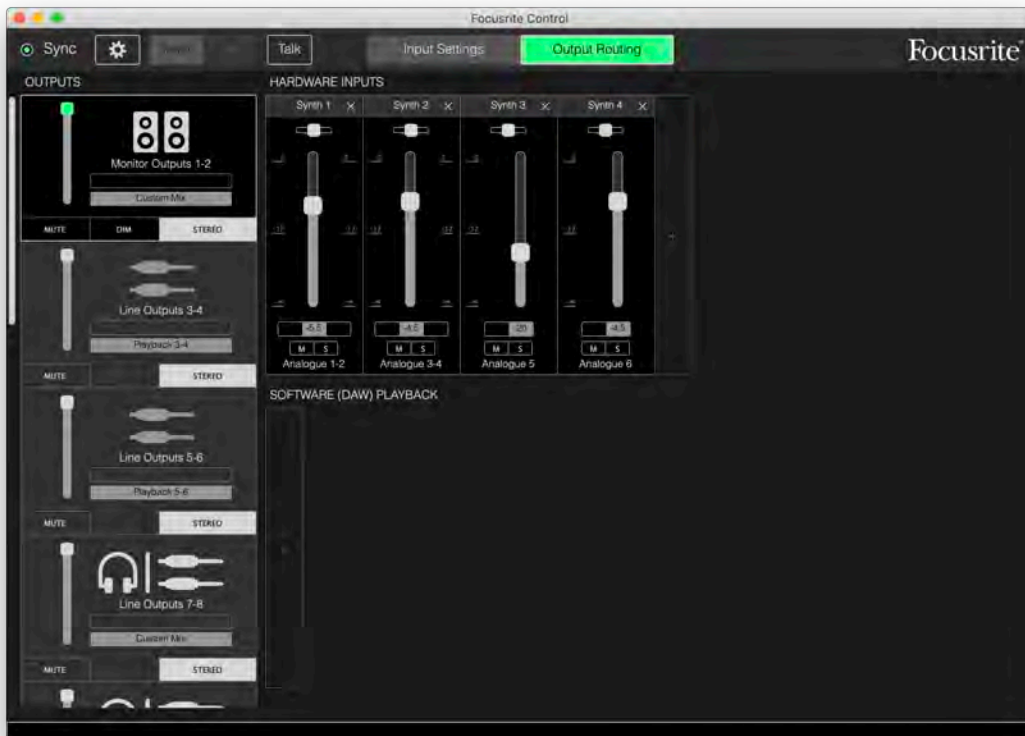 Focusrite Control
Sync
Talk
Input Settings
Output Routing
Focusrite
OUTPUTS
HARDWARE INPUTS
Synth 1 ×
Synth 2 ×
Synth 3 ×
Synth 4 ×
Monitor Outputs 1-2
Custom Mix
MUTE DIM STEREO
-5.5
-4.5
-20
-4.5
M S
M S
M S
M S
Analogue 1-2
Analogue 3-4
Analogue 5
Analogue 6
Line Outputs 3-4
Playback 3-4
MUTE STEREO
SOFTWARE (DAW) PLAYBACK
Line Outputs 5-6
Playback 5-6
MUTE STEREO
Line Outputs 7-8
Custom Mix
MUTE STEREO